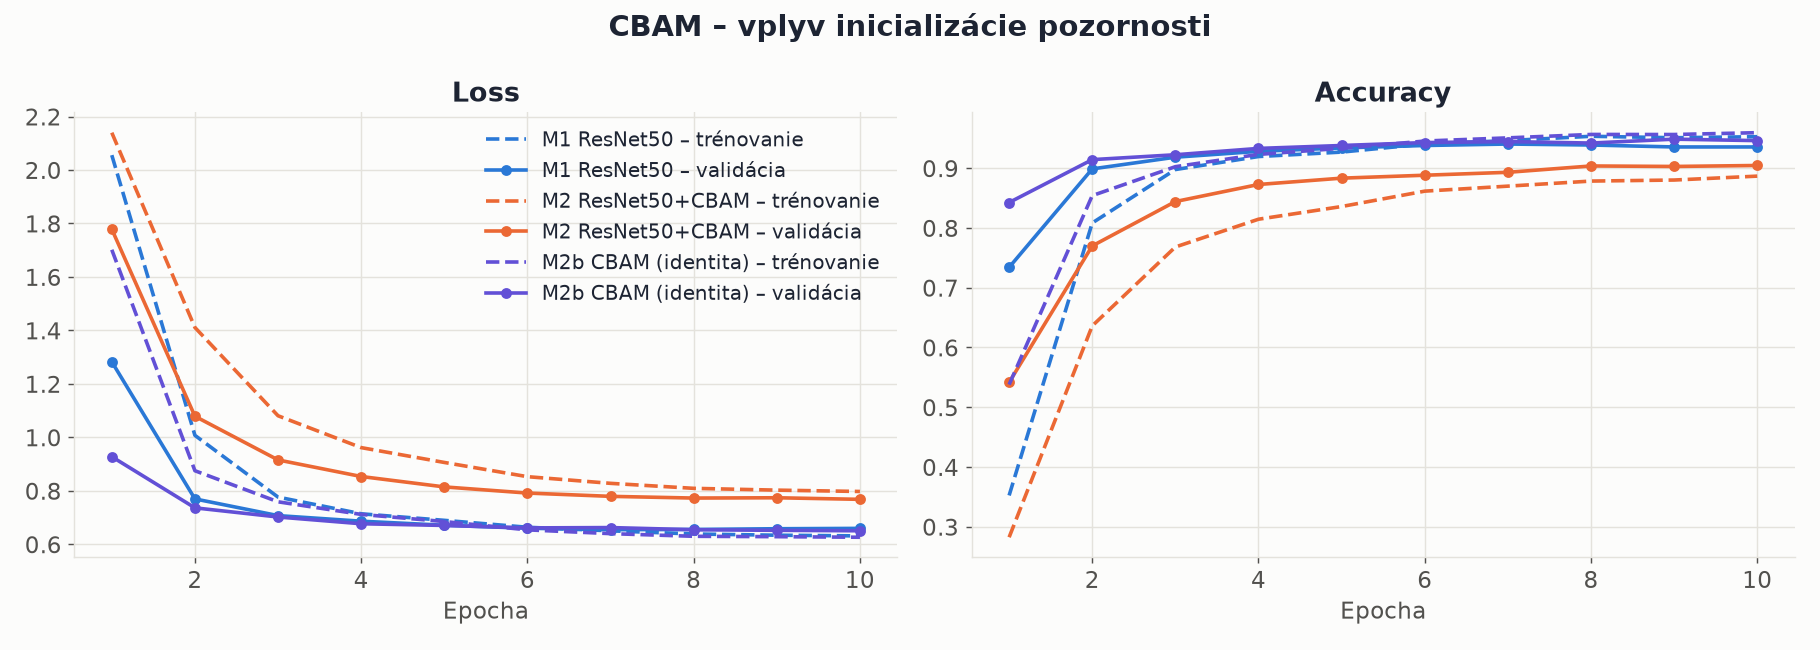 CBAM – vplyv inicializácie pozornosti
Loss
2.2
2.0
1.8
1.6
1.4
1.2
1.0
0.8
0.6
2
4
6
8
10
Epocha
M1 ResNet50 – trénovanie
M1 ResNet50 – validácia
M2 ResNet50+CBAM – trénovanie
M2 ResNet50+CBAM – validácia
M2b CBAM (identita) – trénovanie
M2b CBAM (identita) – validácia
Accuracy
0.9
0.8
0.7
0.6
0.5
0.4
0.3
2
4
6
8
10
Epocha